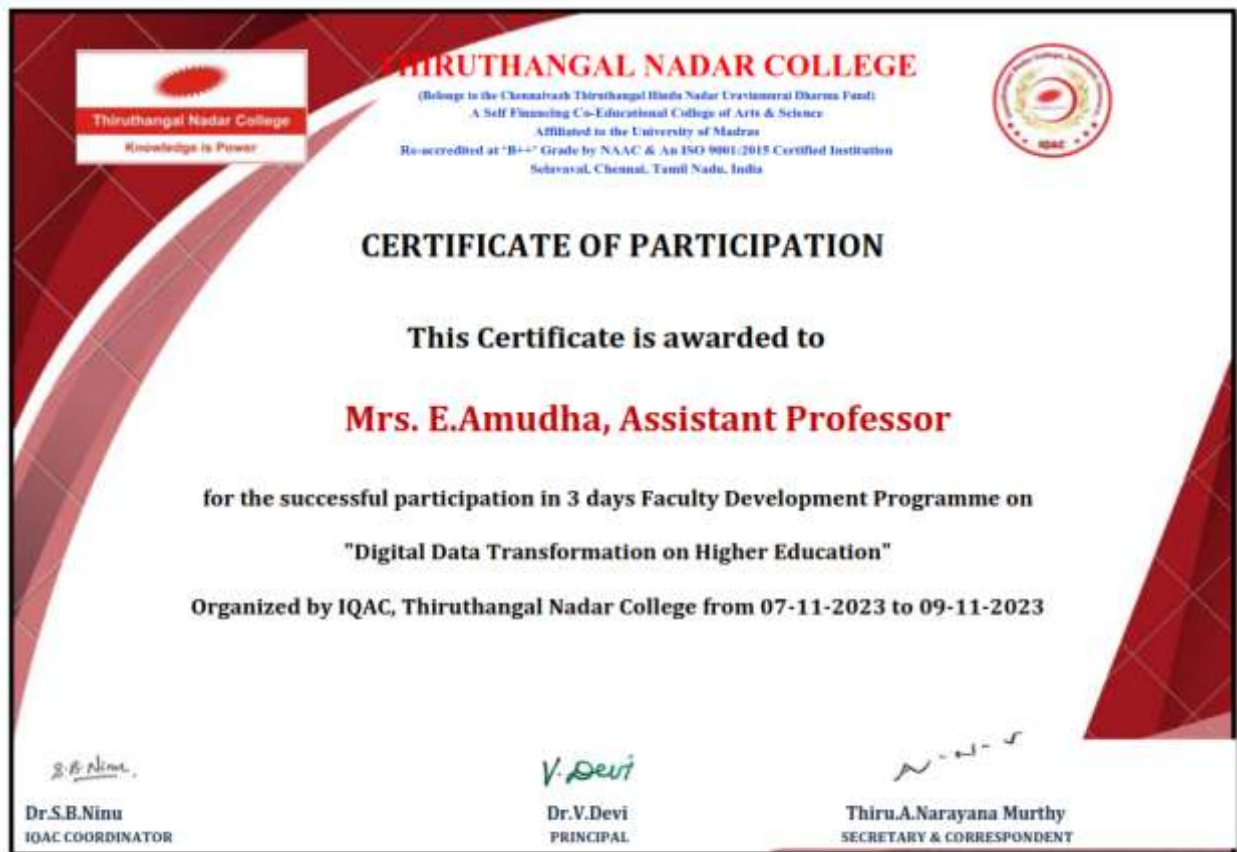 Thiruthangal Nadar College
Knowledge is Power
THIRUTHANGAL NADAR COLLEGE
(Belongs to the Chennaivazh Thiruthangal Hindu Nadar Uravinmurai Dharma Fund)
A Self Financing Co-Educational College of Arts & Science
Affiliated to the University of Madras
Re-accredited at "B++" Grade by NAAC & An ISO 9001:2015 Certified Institution
Selavayal, Chennai, Tamil Nadu, India
IQAC
CERTIFICATE OF PARTICIPATION
This Certificate is awarded to
Mrs. E.Amudha, Assistant Professor
for the successful participation in 3 days Faculty Development Programme on
"Digital Data Transformation on Higher Education"
Organized by IQAC, Thiruthangal Nadar College from 07-11-2023 to 09-11-2023
S.B.Ninu
V.Devi
Dr.S.B.Ninu
Dr.V.Devi
Thiru.A.Narayana Murthy
IQAC COORDINATOR
PRINCIPAL
SECRETARY & CORRESPONDENT